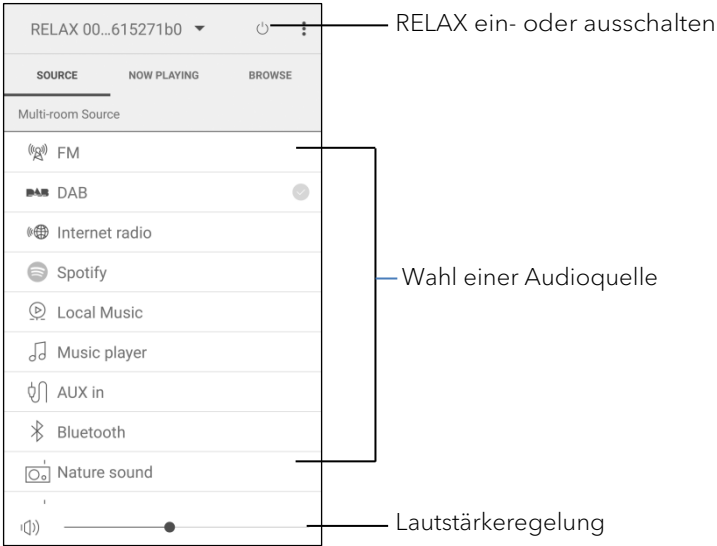 RELAX 00...615271b0
RELAX ein- oder ausschalten
SOURCE NOW PLAYING BROWSE
Multi-room Source
FM
DAB DAB
Internet radio
Spotify
Wahl einer Audioquelle
Local Music
Music player
AUX in
Bluetooth
Nature sound
Lautstärkeregelung